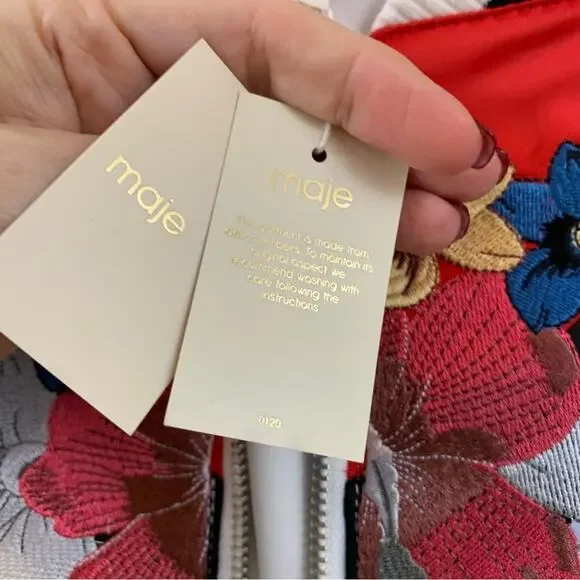 maje
maje
This garment is made from
fibers. To maintain its
original aspect we
recommend washing with
care following the
instructions
0120